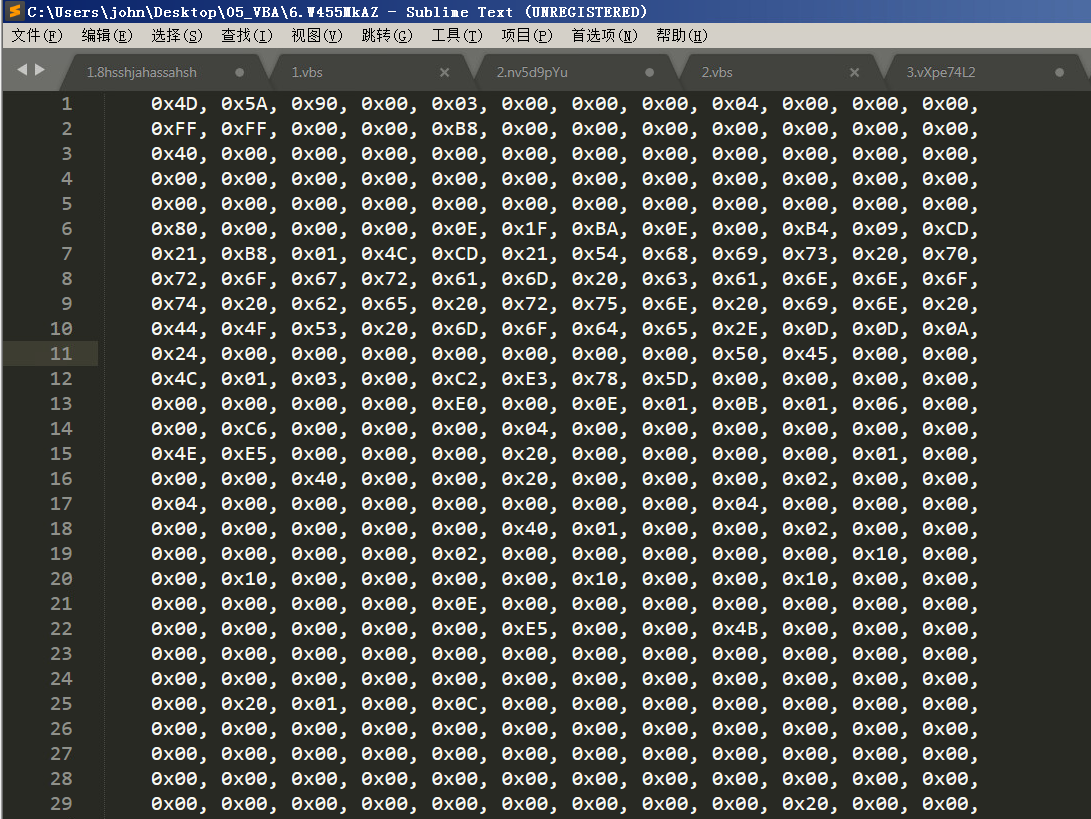 C:\Users\john\Desktop\05_VBA\6.W455MkAZ - Sublime Text (UNREGISTERED)
文件(F) 编辑(E) 选择(S) 查找(I) 视图(V) 跳转(G) 工具(T) 项目(P) 首选项(N) 帮助(H)
1.8hsshjahassahsh 1.vbs 2.nv5d9pYu 2.vbs 3.vXpe74L2
1 0x4D, 0x5A, 0x90, 0x00, 0x03, 0x00, 0x00, 0x00, 0x04, 0x00, 0x00, 0x00,
2 0xFF, 0xFF, 0x00, 0x00, 0xB8, 0x00, 0x00, 0x00, 0x00, 0x00, 0x00, 0x00,
3 0x40, 0x00, 0x00, 0x00, 0x00, 0x00, 0x00, 0x00, 0x00, 0x00, 0x00, 0x00,
4 0x00, 0x00, 0x00, 0x00, 0x00, 0x00, 0x00, 0x00, 0x00, 0x00, 0x00, 0x00,
5 0x00, 0x00, 0x00, 0x00, 0x00, 0x00, 0x00, 0x00, 0x00, 0x00, 0x00, 0x00,
6 0x80, 0x00, 0x00, 0x00, 0x0E, 0x1F, 0xBA, 0x0E, 0x00, 0xB4, 0x09, 0xCD,
7 0x21, 0xB8, 0x01, 0x4C, 0xCD, 0x21, 0x54, 0x68, 0x69, 0x73, 0x20, 0x70,
8 0x72, 0x6F, 0x67, 0x72, 0x61, 0x6D, 0x20, 0x63, 0x61, 0x6E, 0x6E, 0x6F,
9 0x74, 0x20, 0x62, 0x65, 0x20, 0x72, 0x75, 0x6E, 0x20, 0x69, 0x6E, 0x20,
10 0x44, 0x4F, 0x53, 0x20, 0x6D, 0x6F, 0x64, 0x65, 0x2E, 0x0D, 0x0D, 0x0A,
11 0x24, 0x00, 0x00, 0x00, 0x00, 0x00, 0x00, 0x00, 0x50, 0x45, 0x00, 0x00,
12 0x4C, 0x01, 0x03, 0x00, 0xC2, 0xE3, 0x78, 0x5D, 0x00, 0x00, 0x00, 0x00,
13 0x00, 0x00, 0x00, 0x00, 0xE0, 0x00, 0x0E, 0x01, 0x0B, 0x01, 0x06, 0x00,
14 0x00, 0xC6, 0x00, 0x00, 0x00, 0x04, 0x00, 0x00, 0x00, 0x00, 0x00, 0x00,
15 0x4E, 0xE5, 0x00, 0x00, 0x00, 0x20, 0x00, 0x00, 0x00, 0x00, 0x01, 0x00,
16 0x00, 0x00, 0x40, 0x00, 0x00, 0x20, 0x00, 0x00, 0x00, 0x02, 0x00, 0x00,
17 0x04, 0x00, 0x00, 0x00, 0x00, 0x00, 0x00, 0x00, 0x04, 0x00, 0x00, 0x00,
18 0x00, 0x00, 0x00, 0x00, 0x00, 0x40, 0x01, 0x00, 0x00, 0x02, 0x00, 0x00,
19 0x00, 0x00, 0x00, 0x00, 0x02, 0x00, 0x00, 0x00, 0x00, 0x00, 0x10, 0x00,
20 0x00, 0x10, 0x00, 0x00, 0x00, 0x00, 0x10, 0x00, 0x00, 0x10, 0x00, 0x00,
21 0x00, 0x00, 0x00, 0x00, 0x0E, 0x00, 0x00, 0x00, 0x00, 0x00, 0x00, 0x00,
22 0x00, 0x00, 0x00, 0x00, 0x00, 0xE5, 0x00, 0x00, 0x4B, 0x00, 0x00, 0x00,
23 0x00, 0x00, 0x00, 0x00, 0x00, 0x00, 0x00, 0x00, 0x00, 0x00, 0x00, 0x00,
24 0x00, 0x00, 0x00, 0x00, 0x00, 0x00, 0x00, 0x00, 0x00, 0x00, 0x00, 0x00,
25 0x00, 0x20, 0x01, 0x00, 0x0C, 0x00, 0x00, 0x00, 0x00, 0x00, 0x00, 0x00,
26 0x00, 0x00, 0x00, 0x00, 0x00, 0x00, 0x00, 0x00, 0x00, 0x00, 0x00, 0x00,
27 0x00, 0x00, 0x00, 0x00, 0x00, 0x00, 0x00, 0x00, 0x00, 0x00, 0x00, 0x00,
28 0x00, 0x00, 0x00, 0x00, 0x00, 0x00, 0x00, 0x00, 0x00, 0x00, 0x00, 0x00,
29 0x00, 0x00, 0x00, 0x00, 0x00, 0x00, 0x00, 0x00, 0x00, 0x20, 0x00, 0x00,